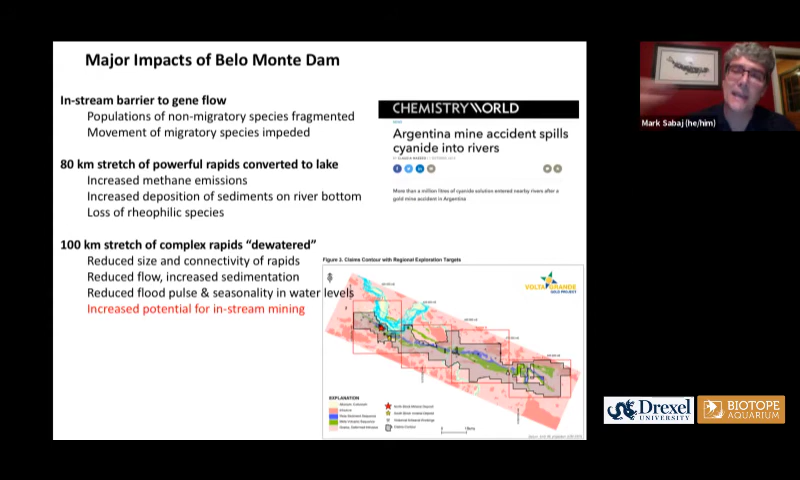 Major Impacts of Belo Monte Dam
In-stream barrier to gene flow
Populations of non-migratory species fragmented
Movement of migratory species impeded
80 km stretch of powerful rapids converted to lake
Increased methane emissions
Increased deposition of sediments on river bottom
Loss of rheophilic species
100 km stretch of complex rapids “dewatered”
Reduced size and connectivity of rapids
Reduced flow, increased sedimentation
Reduced flood pulse & seasonality in water levels
Increased potential for in-stream mining
CHEMISTRY WORLD
NEWS
Argentina mine accident spills
cyanide into rivers
More than a million litres of cyanide solution entered nearby rivers after a
gold mine accident in Argentina
Figure 3. Claims Contour with Regional Exploration Targets
VOLTA GRANDE
GOLD PROJECT
EXPLANATION
Claims Contour
Mark Sabaj (he/him)
Drexel
UNIVERSITY
BIOTOPE
AQUARIUM